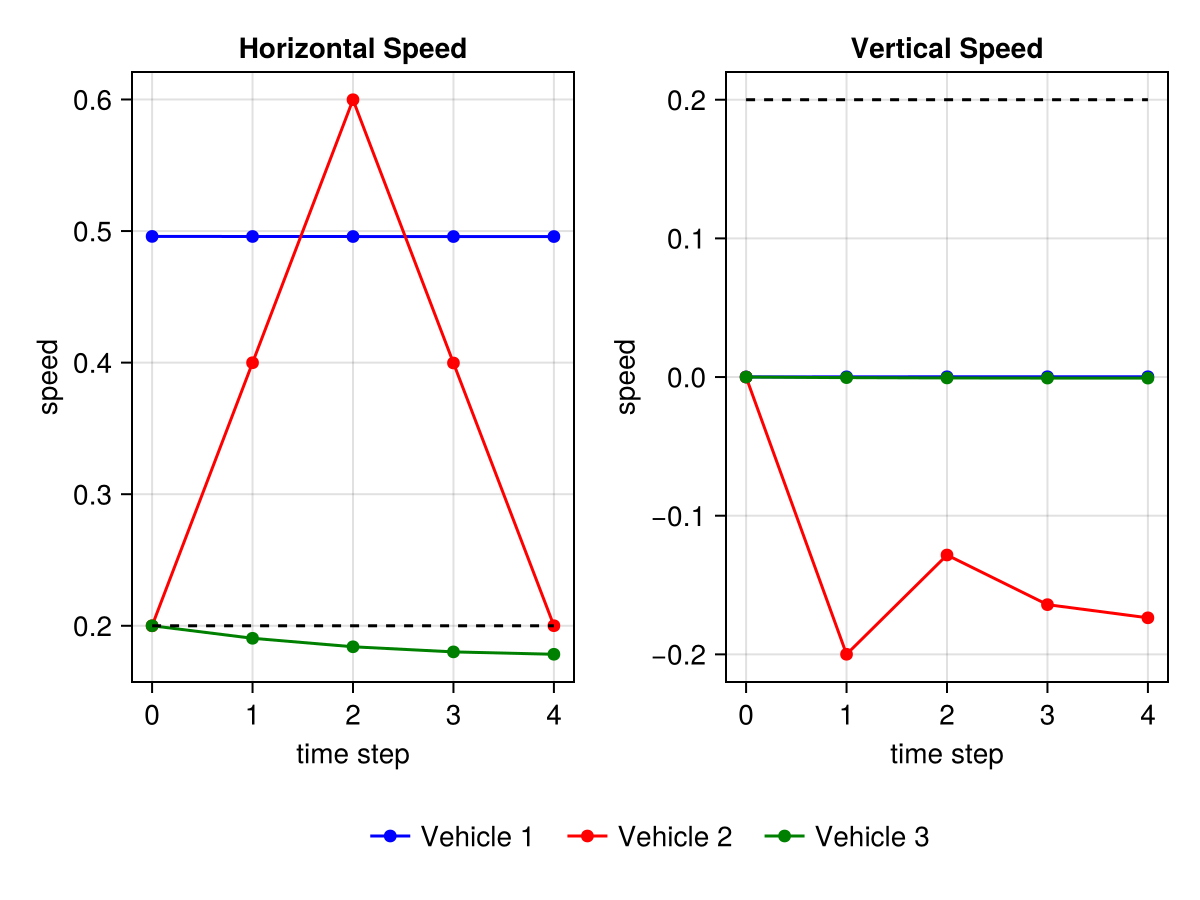 Horizontal Speed
0.6
0.5
0.4
0.3
0.2
speed
0 1 2 3 4
time step
Vertical Speed
0.2
0.1
0.0
−0.1
−0.2
speed
0 1 2 3 4
time step
Vehicle 1 Vehicle 2 Vehicle 3